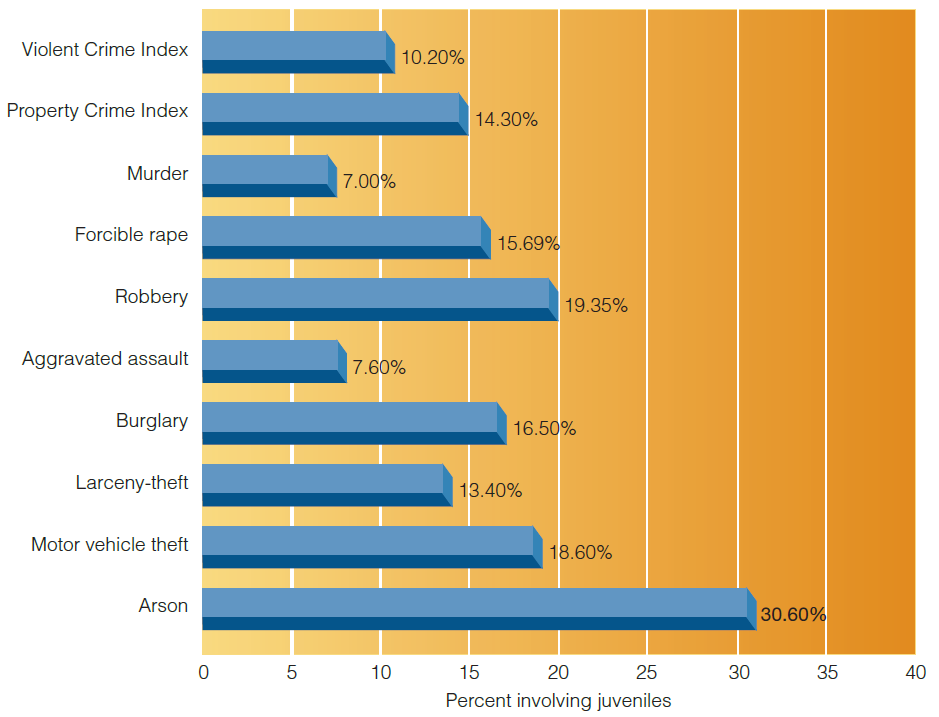 Violent Crime Index 10.20%
Property Crime Index 14.30%
Murder 7.00%
Forcible rape 15.69%
Robbery 19.35%
Aggravated assault 7.60%
Burglary 16.50%
Larceny-theft 13.40%
Motor vehicle theft 18.60%
Arson 30.60%
0 5 10 15 20 25 30 35 40
Percent involving juveniles